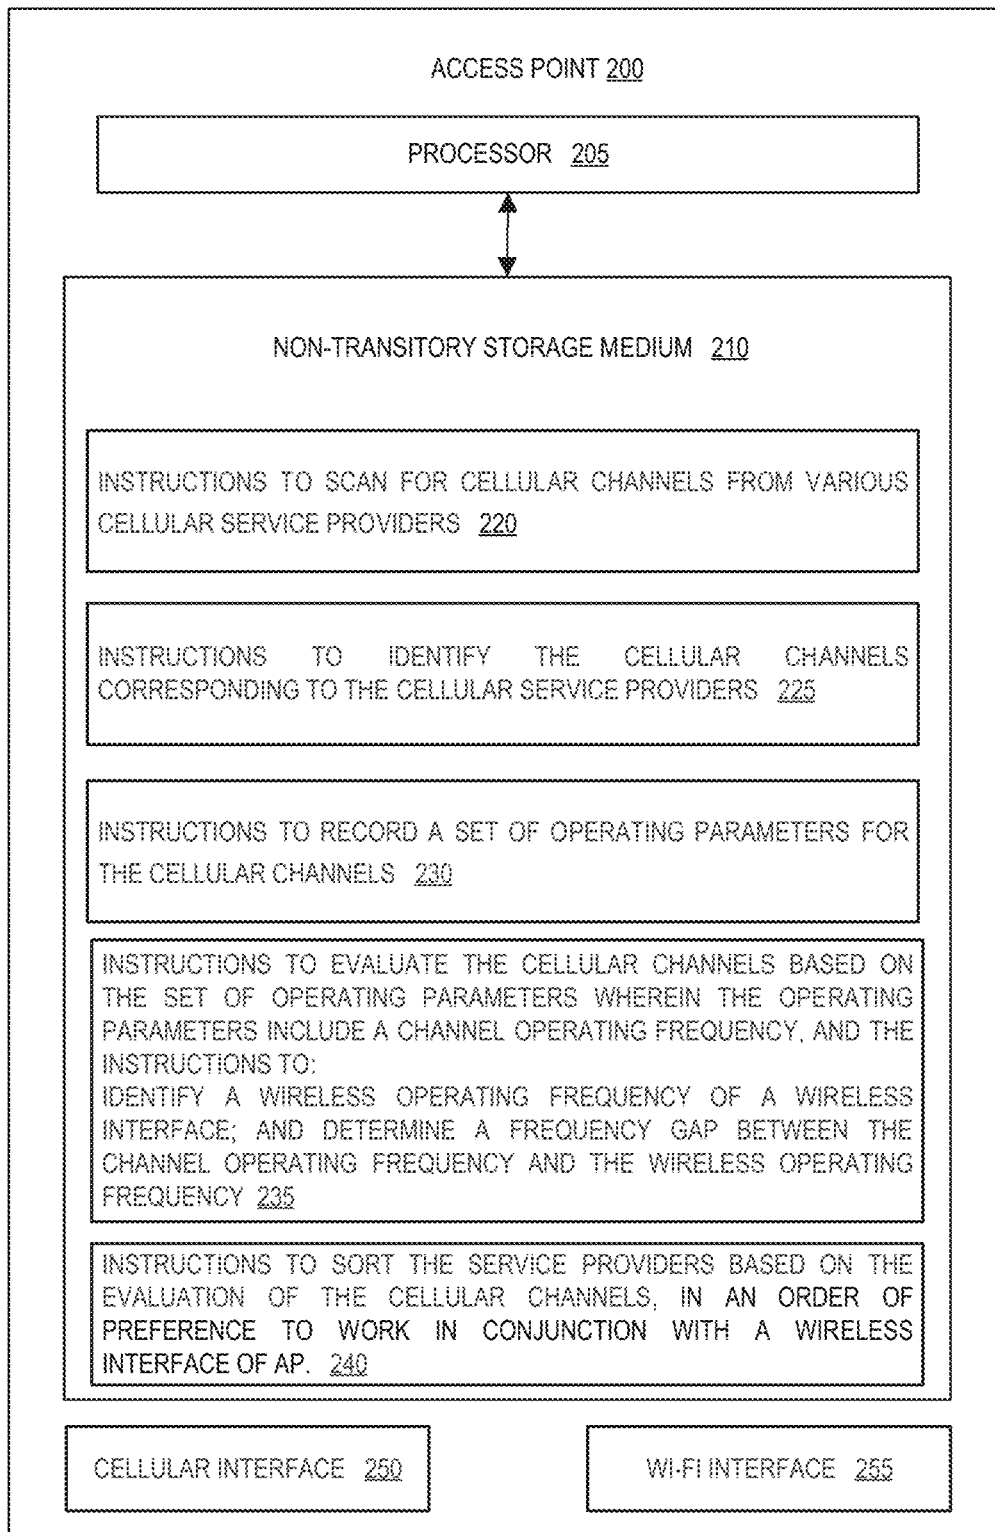 ACCESS POINT 200
PROCESSOR 205
NON-TRANSITORY STORAGE MEDIUM 210
INSTRUCTIONS TO SCAN FOR CELLULAR CHANNELS FROM VARIOUS
CELLULAR SERVICE PROVIDERS 220
INSTRUCTIONS TO IDENTIFY THE CELLULAR CHANNELS
CORRESPONDING TO THE CELLULAR SERVICE PROVIDERS 225
INSTRUCTIONS TO RECORD A SET OF OPERATING PARAMETERS FOR
THE CELLULAR CHANNELS 230
INSTRUCTIONS TO EVALUATE THE CELLULAR CHANNELS BASED ON
THE SET OF OPERATING PARAMETERS WHEREIN THE OPERATING
PARAMETERS INCLUDE A CHANNEL OPERATING FREQUENCY, AND THE
INSTRUCTIONS TO:
IDENTIFY A WIRELESS OPERATING FREQUENCY OF A WIRELESS
INTERFACE; AND DETERMINE A FREQUENCY GAP BETWEEN THE
CHANNEL OPERATING FREQUENCY AND THE WIRELESS OPERATING
FREQUENCY 235
INSTRUCTIONS TO SORT THE SERVICE PROVIDERS BASED ON THE
EVALUATION OF THE CELLULAR CHANNELS, IN AN ORDER OF
PREFERENCE TO WORK IN CONJUNCTION WITH A WIRELESS
INTERFACE OF AP. 240
CELLULAR INTERFACE 250
WI-FI INTERFACE 255